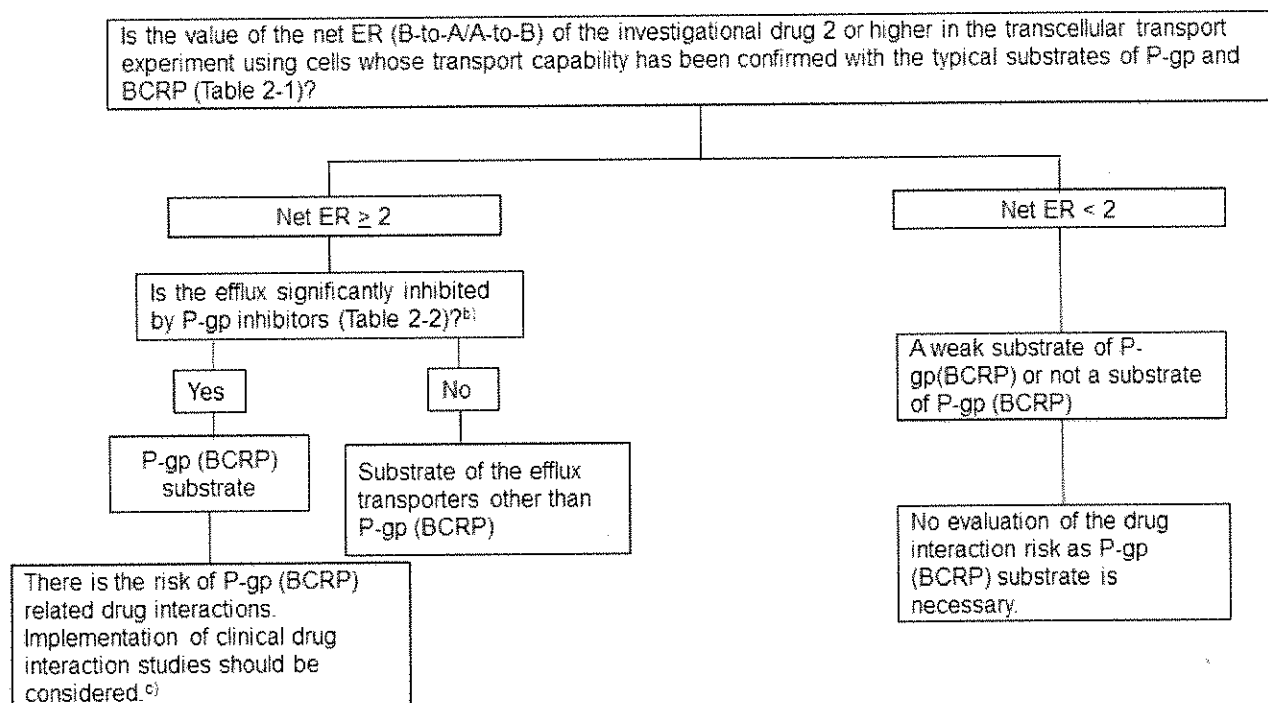 Is the value of the net ER (B-to-A/A-to-B) of the investigational drug 2 or higher in the transcellular transport
experiment using cells whose transport capability has been confirmed with the typical substrates of P-gp and
BCRP (Table 2-1)?
Net ER ≥ 2
Net ER < 2
Is the efflux significantly inhibited
by P-gp inhibitors (Table 2-2)?b)
A weak substrate of P-
gp(BCRP) or not a substrate
of P-gp (BCRP)
Yes
No
P-gp (BCRP)
substrate
Substrate of the efflux
transporters other than
P-gp (BCRP)
No evaluation of the drug
interaction risk as P-gp
(BCRP) substrate is
necessary.
There is the risk of P-gp (BCRP)
related drug interactions.
Implementation of clinical drug
interaction studies should be
considered.c)